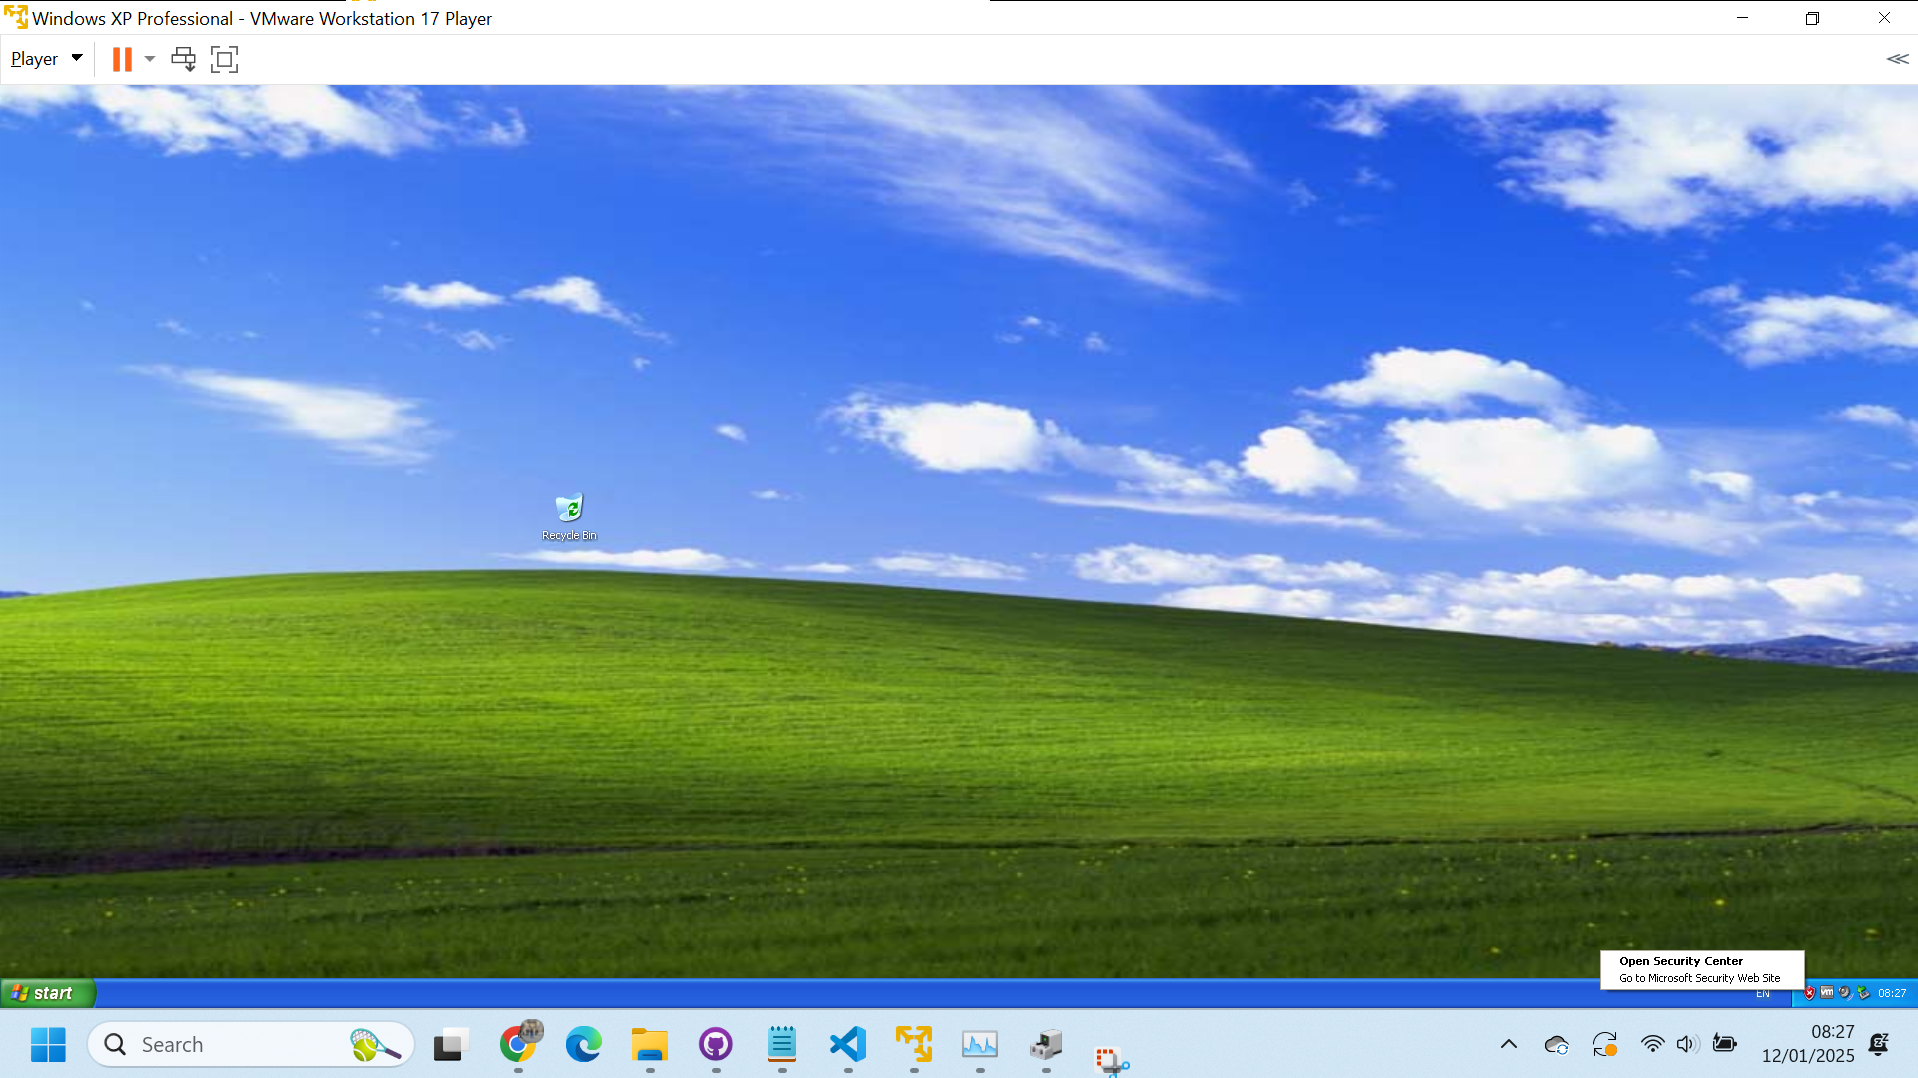 Windows XP Professional - VMware Workstation 17 Player
Player
Recycle Bin
Open Security Center
Go to Microsoft Security Web Site
start
EN
vm
08:27
Search
08:27
12/01/2025